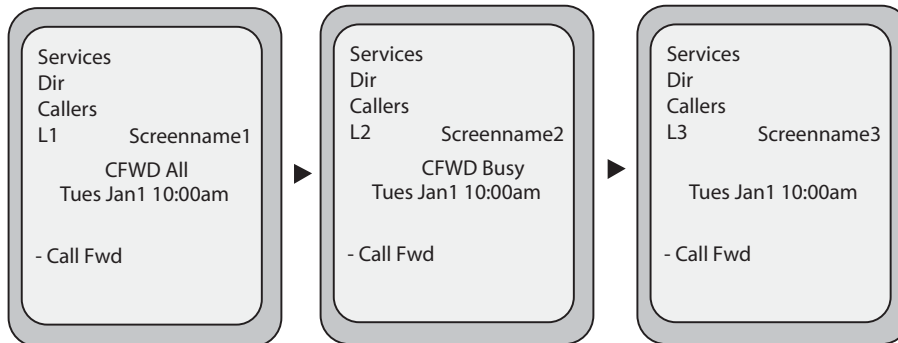 Services
Dir
Callers
L1 Screenname1
CFWD All
Tues Jan1 10:00am
- Call Fwd
Services
Dir
Callers
L2 Screenname2
CFWD Busy
Tues Jan1 10:00am
- Call Fwd
Services
Dir
Callers
L3 Screenname3
Tues Jan1 10:00am
- Call Fwd